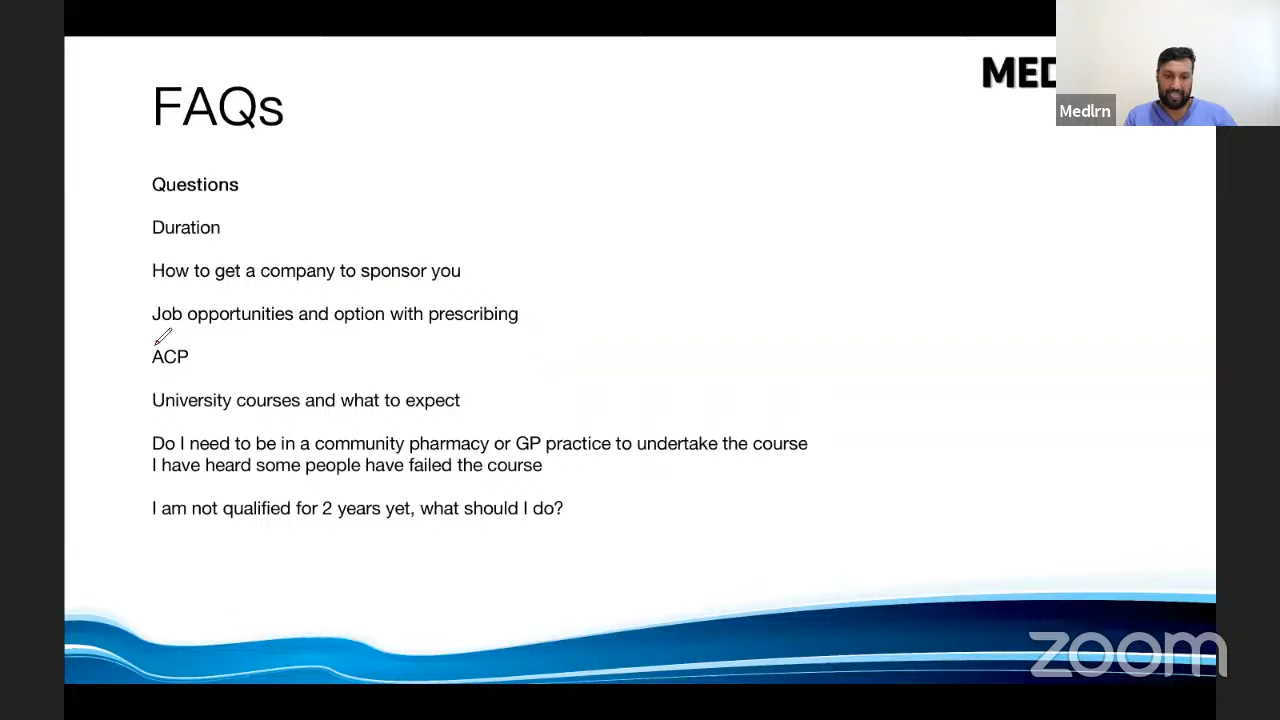 MED
Medlrn
FAQs
Questions
Duration
How to get a company to sponsor you
Job opportunities and option with prescribing
ACP
University courses and what to expect
Do I need to be in a community pharmacy or GP practice to undertake the course
I have heard some people have failed the course
I am not qualified for 2 years yet, what should I do?
zoom